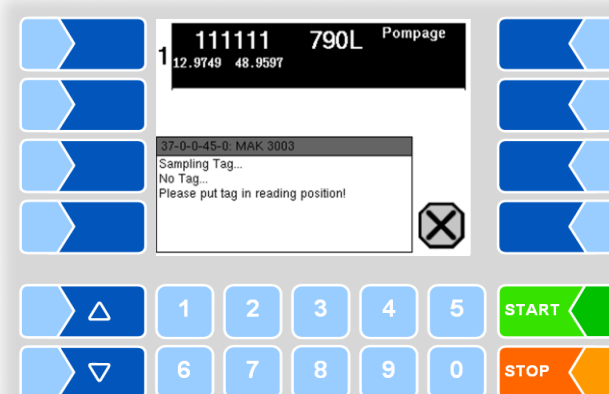 1 111111 790L Pompage
12.9749 48.9597
37-0-0-45-0: MAK 3003
Sampling Tag...
No Tag...
Please put tag in reading position!
1 2 3 4 5 START
6 7 8 9 0 STOP